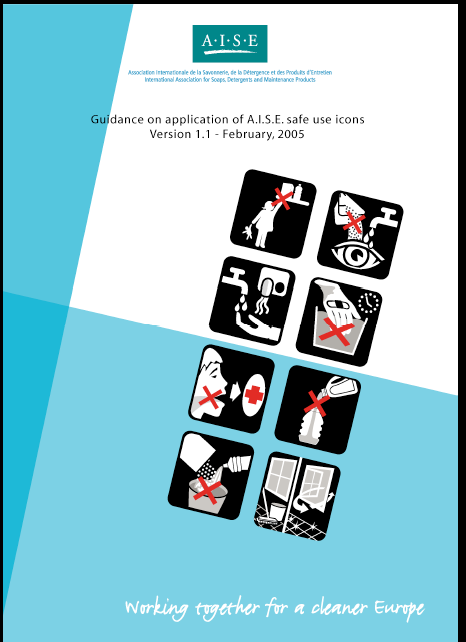 A·I·S·E
Association Internationale de la Savonnerie, de la Détergence et des Produits d'Entretien
International Association for Soaps, Detergents and Maintenance Products
Guidance on application of A.I.S.E. safe use icons
Version 1.1 - February, 2005
Working together for a cleaner Europe